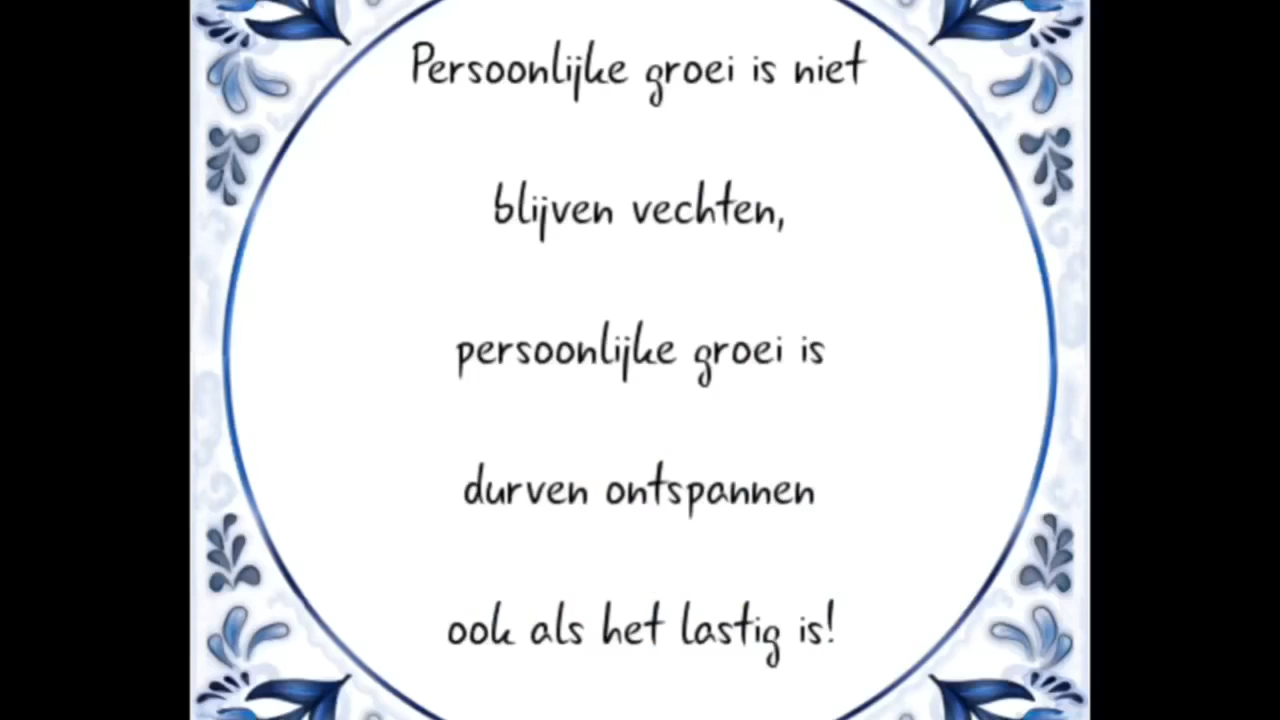 Persoonlijke groei is niet
blijven vechten,
persoonlijke groei is
durven ontspannen
ook als het lastig is!